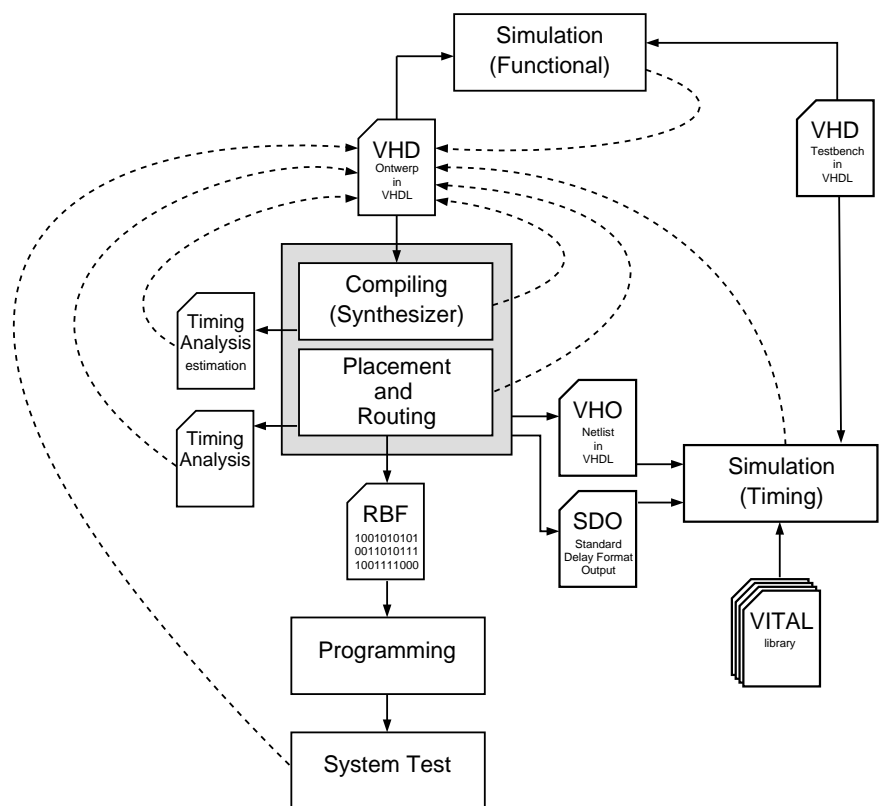 Simulation
(Functional)
VHD
Ontwerp
in
VHDL
VHD
Testbench
in
VHDL
Compiling
(Synthesizer)
Timing
Analysis
estimation
Placement
and
Routing
Timing
Analysis
VHO
Netlist
in
VHDL
Simulation
(Timing)
RBF
1001010101
0011010111
1001111000
SDO
Standard
Delay Format
Output
VITAL
library
Programming
System Test